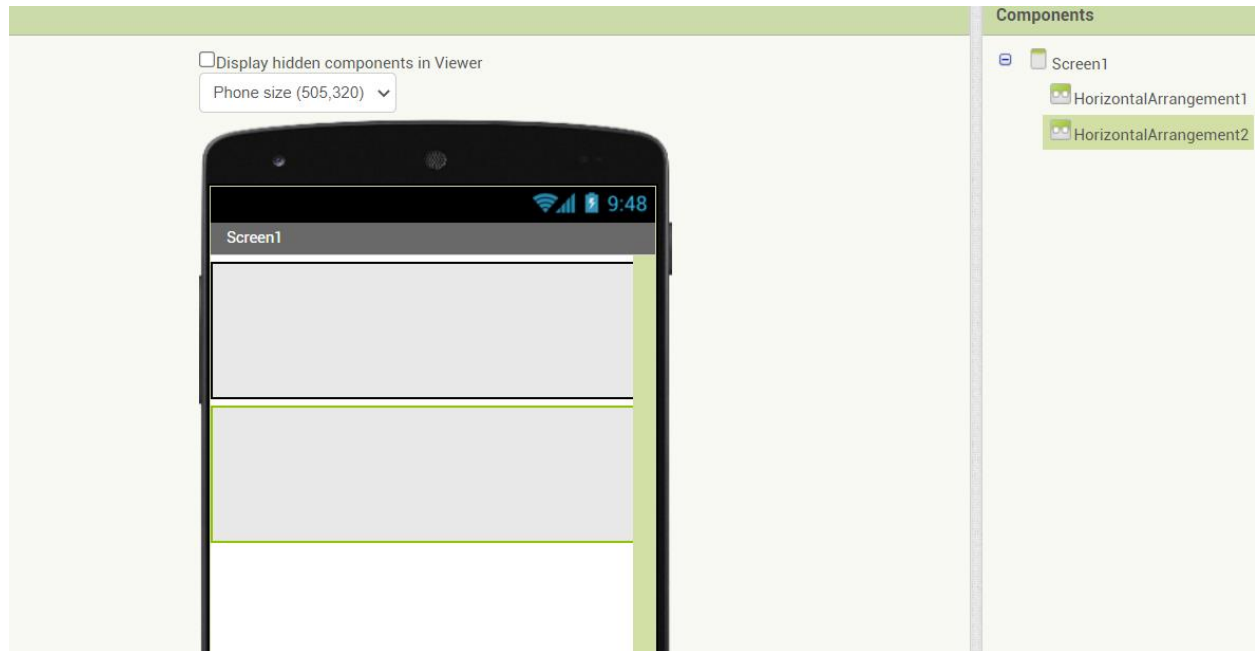 Components
Display hidden components in Viewer
Phone size (505,320)
9:48
Screen1
Screen1
HorizontalArrangement1
HorizontalArrangement2